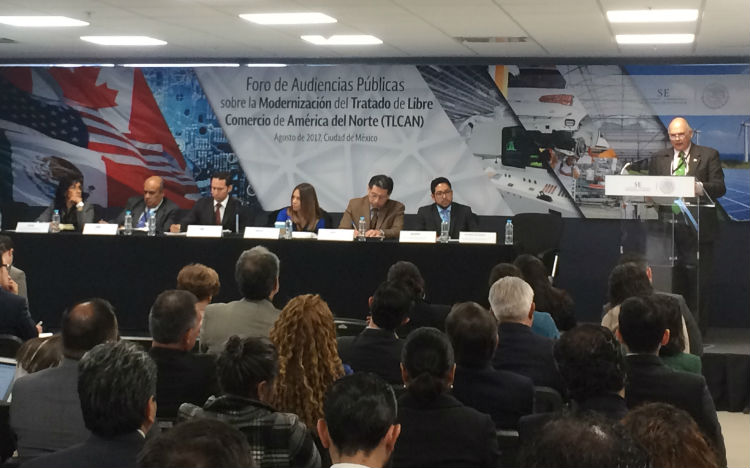 Foro de Audiencias Públicas
sobre la Modernización del Tratado de Libre
Comercio de América del Norte (TLCAN)
Agosto de 2017, Ciudad de México
SE
SE